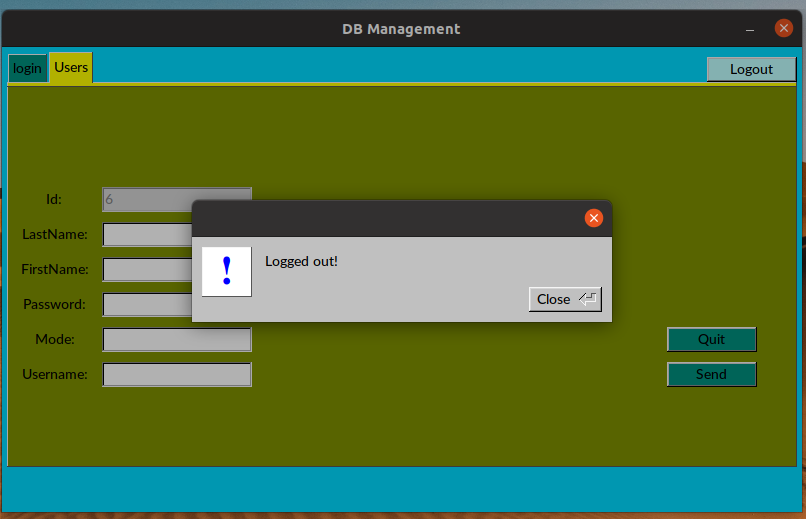 DB Management
login
Users
Logout
Id:
6
LastName:
FirstName:
Password:
Mode:
Username:
!
Logged out!
Close
Quit
Send